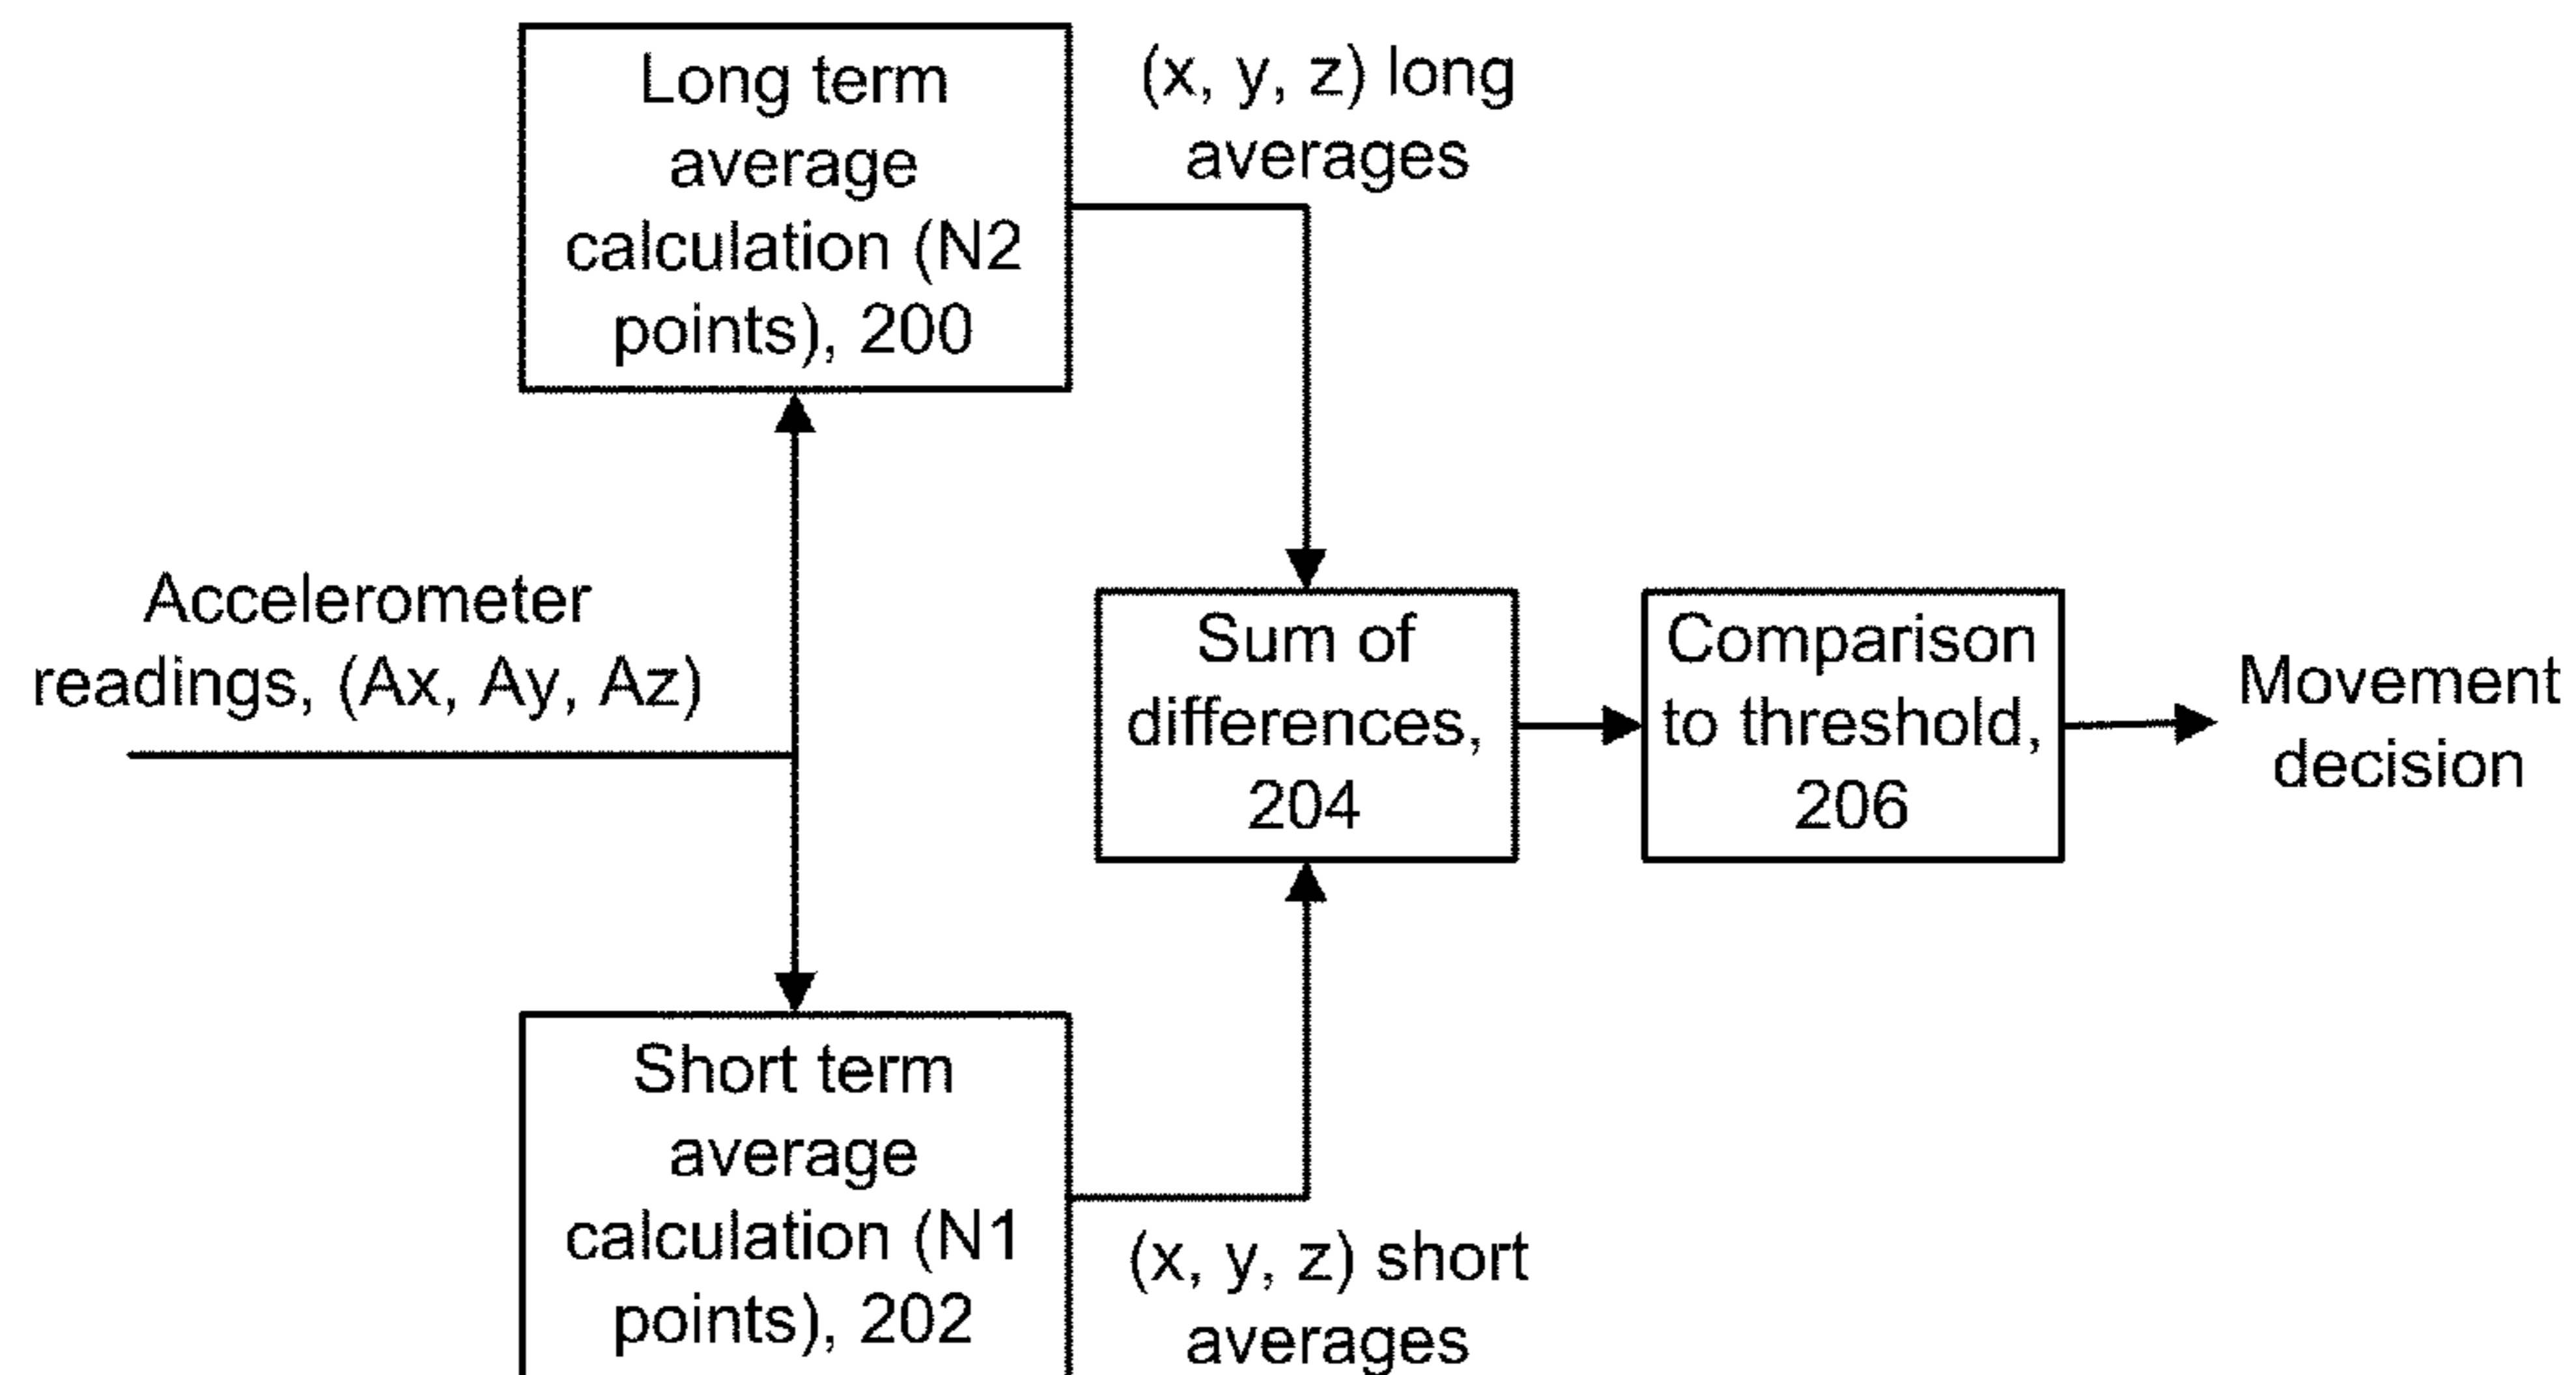 Long term
average
calculation (N2
points), 200
(x, y, z) long
averages
Accelerometer
readings, (Ax, Ay, Az)
Sum of
differences,
204
Comparison
to threshold,
206
Movement
decision
Short term
average
calculation (N1
points), 202
(x, y, z) short
averages